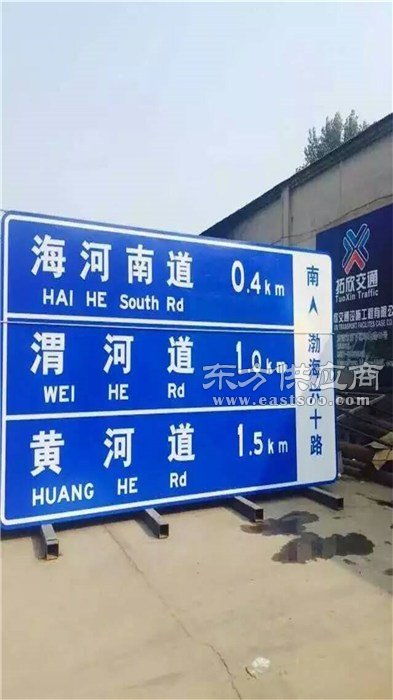 海河南道 0.4km
HAI HE South Rd
渭河道 1.0km
WEI HE Rd
黄河道 1.5km
HUANG HE Rd
南
渤海六十路
拓欣交通
TuoXin Traffic
东方供应商
www.eastsoo.com